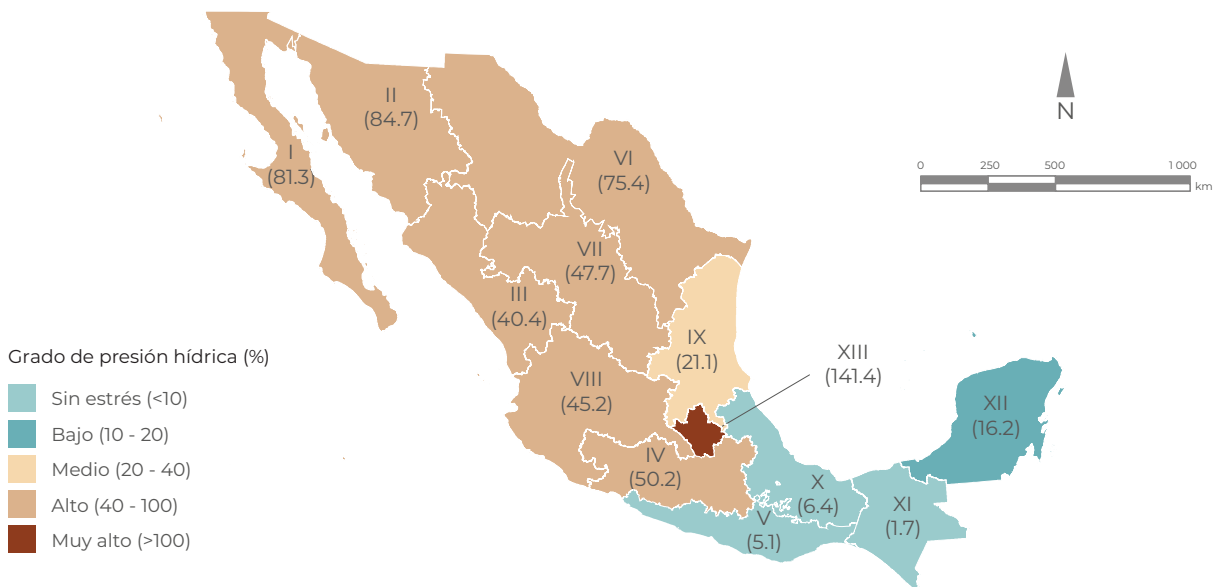 II
(84.7)
I
(81.3)
VI
(75.4)
VII
(47.7)
III
(40.4)
IX
(21.1)
XIII
(141.4)
VIII
(45.2)
XII
(16.2)
IV
(50.2)
X
(6.4)
XI
(1.7)
V
(5.1)
N
0 250 500 1 000
km
Grado de presión hídrica (%)
Sin estrés (<10)
Bajo (10 - 20)
Medio (20 - 40)
Alto (40 - 100)
Muy alto (>100)